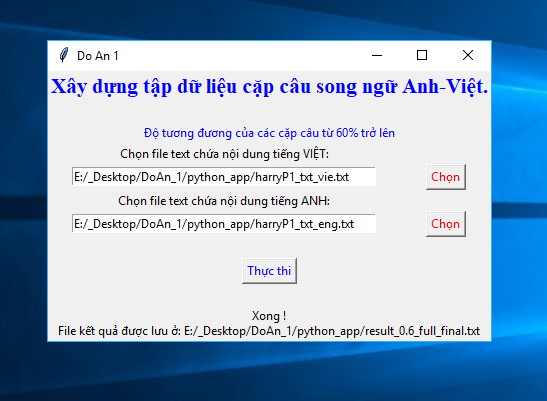 Do An 1
Xây dựng tập dữ liệu cặp câu song ngữ Anh-Việt.
Độ tương đương của các cặp câu từ 60% trở lên
Chọn file text chứa nội dung tiếng VIỆT:
E:/_Desktop/DoAn_1/python_app/harryP1_txt_vie.txt
Chọn
Chọn file text chứa nội dung tiếng ANH:
E:/_Desktop/DoAn_1/python_app/harryP1_txt_eng.txt
Chọn
Thực thi
Xong !
File kết quả được lưu ở: E:/_Desktop/DoAn_1/python_app/result_0.6_full_final.txt